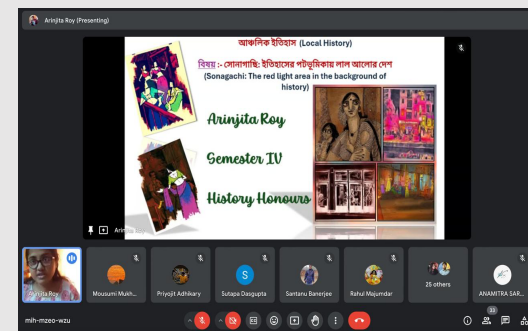 Arinjita Roy (Presenting)
আঞ্চলিক ইতিহাস (Local History)
বিষয় :- সোনাগাছি: ইতিহাসের পটভূমিকায় লাল আলোর দেশ
(Sonagachi: The red light area in the background of
history)
Arinjita Roy
Semester IV
History Honours
Arinjita Roy
Mousumi Mukh...
Priyojit Adhikary
S
Sutapa Dasgupta
Santanu Banerjee
Rahul Majumdar
25 others
ANAMITRA SAR...
mih-mzeo-wzu
33